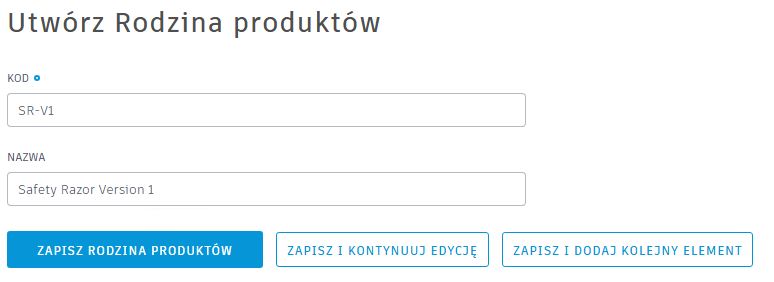 Utwórz Rodzina produktów
KOD
SR-V1
NAZWA
Safety Razor Version 1
ZAPISZ RODZINA PRODUKTÓW ZAPISZ I KONTYNUUJ EDYCJĘ ZAPISZ I DODAJ KOLEJNY ELEMENT